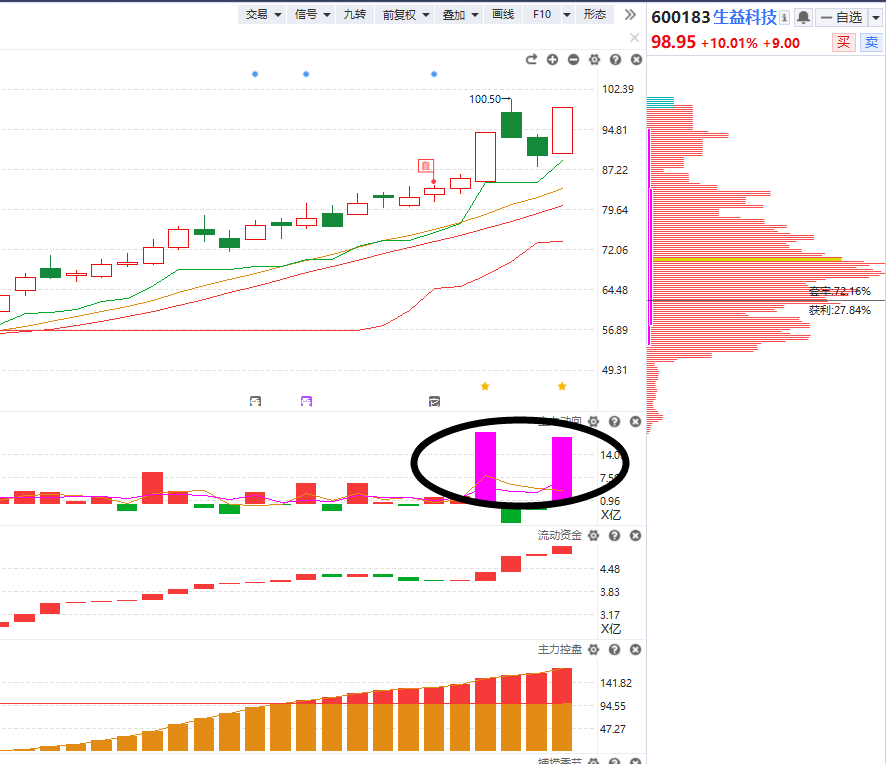 交易 信号 九转 前复权 叠加 画线 F10 形态
600183 生益科技 自选
98.95 +10.01% +9.00 买 卖
102.39
100.50
94.81
87.22
79.64
72.06
64.48
56.89
49.31
套牢:72.16%
获利:27.84%
7.5
0.96
X亿
流动资金
4.48
3.83
3.17
X亿
主力控盘
141.82
94.55
47.27